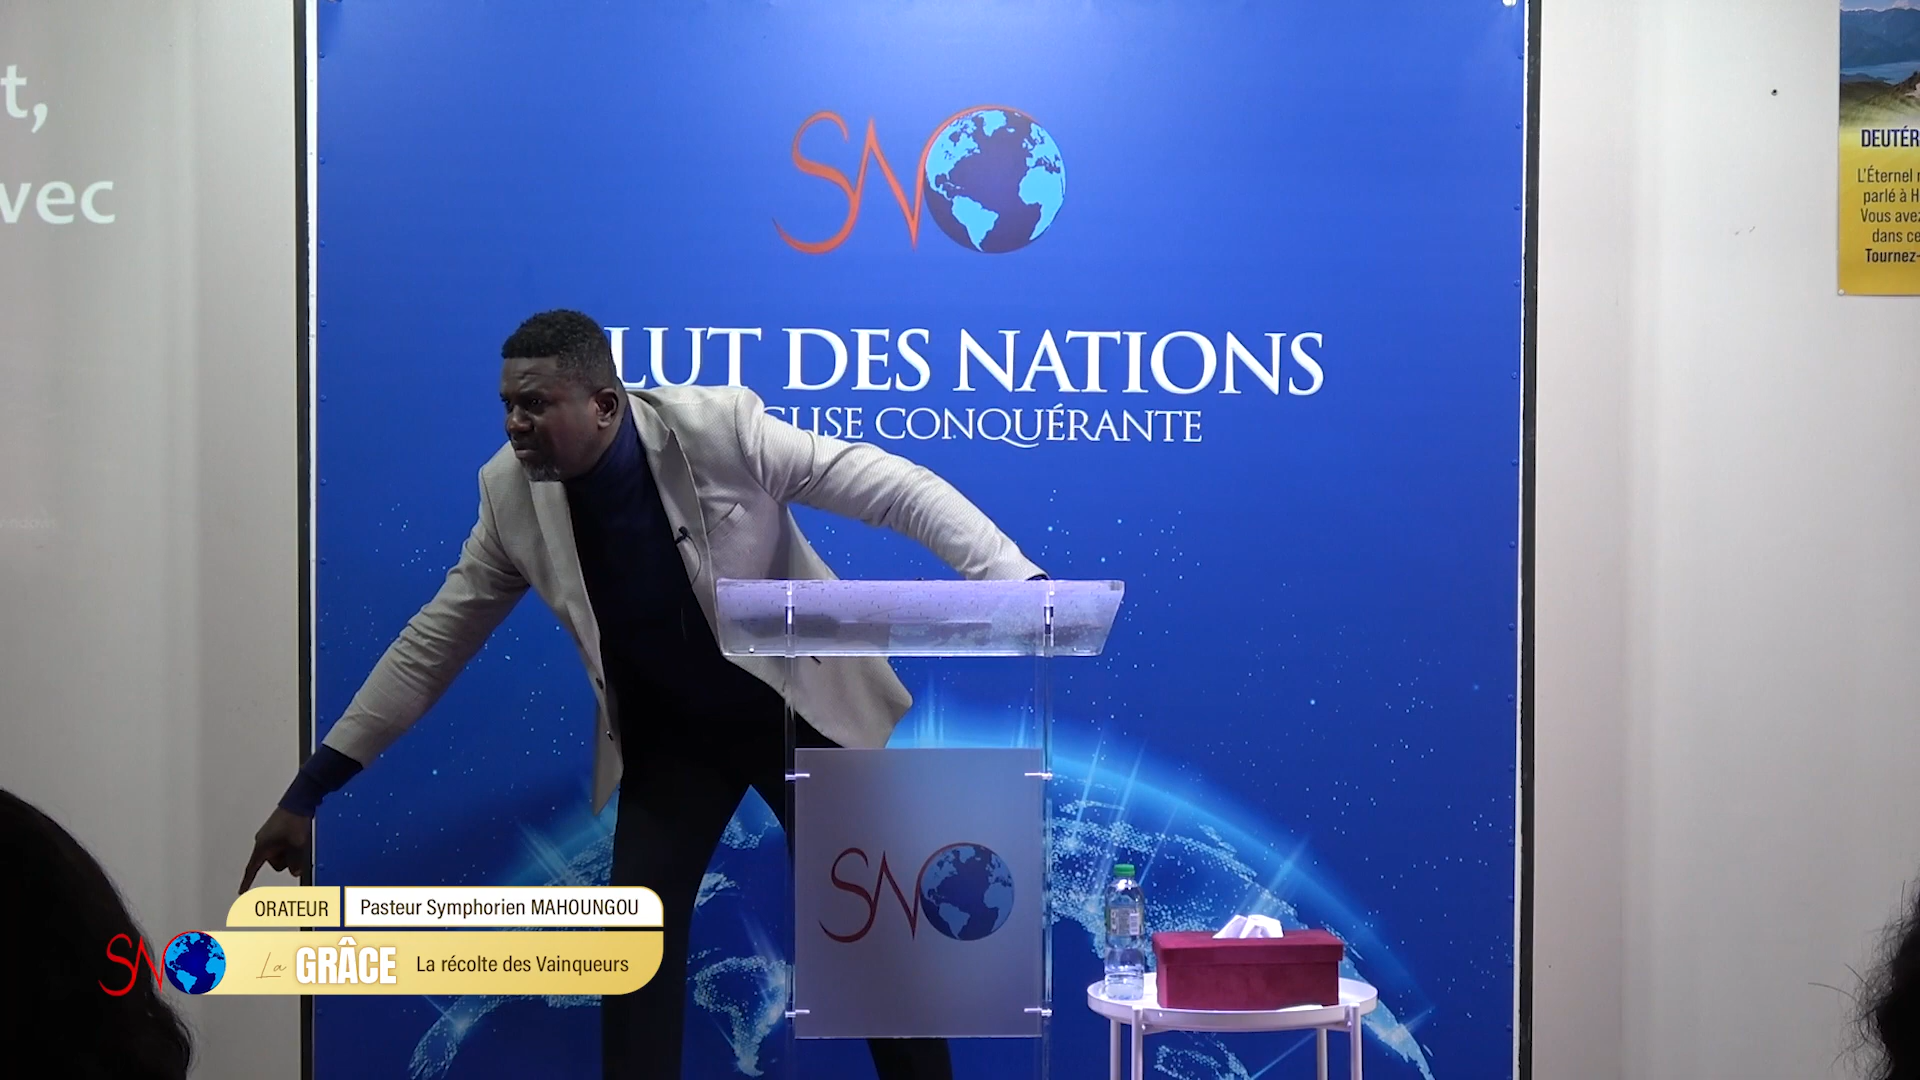 t,
vec
SN
LUT DES NATIONS
GLISE CONQUÉRANTE
DEUTÉR
L'Éternel
parlé à H
Vous avez
dans ce
Tournez-
SN
ORATEUR
Pasteur Symphorien MAHOUNGOU
SN
La GRÂCE
La récolte des Vainqueurs